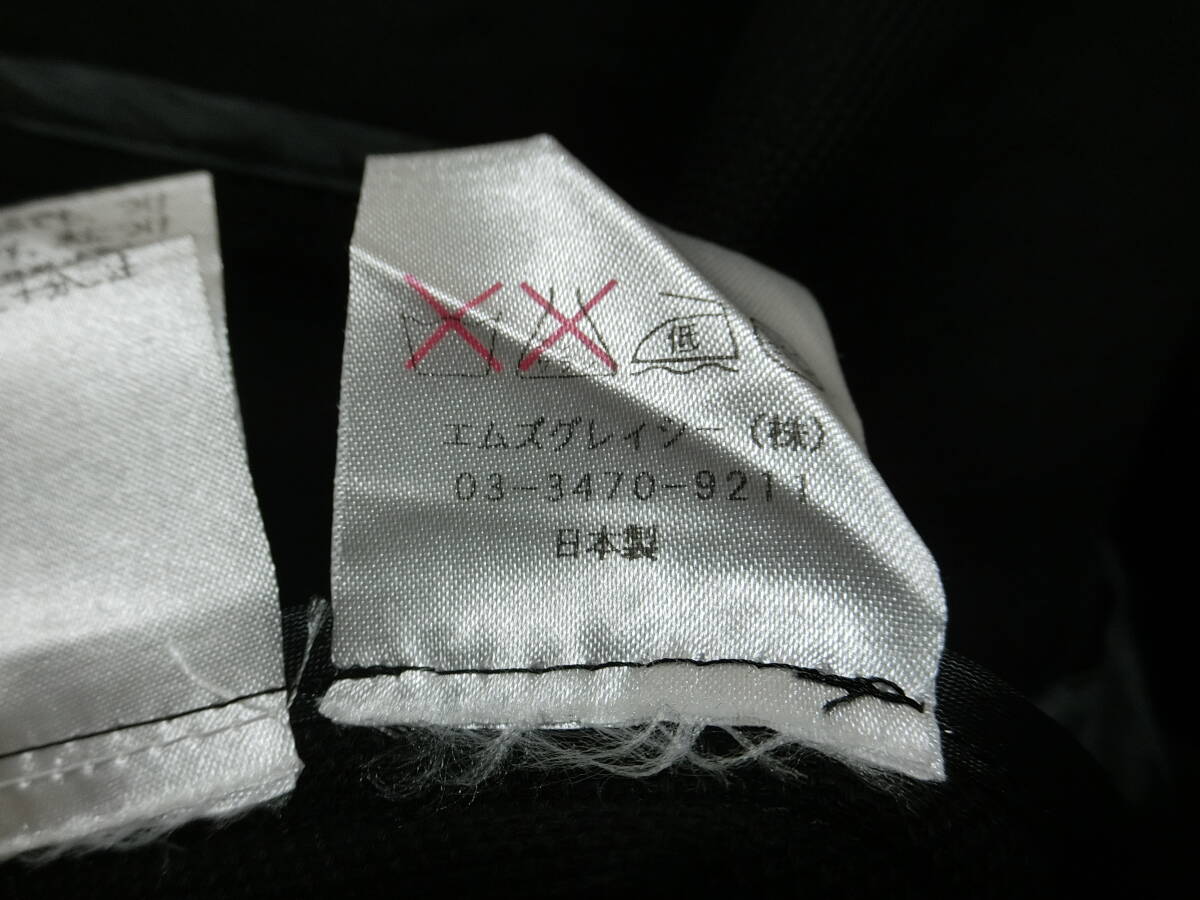 低
エムズグレイシー(株)
03-3470-9211
日本製